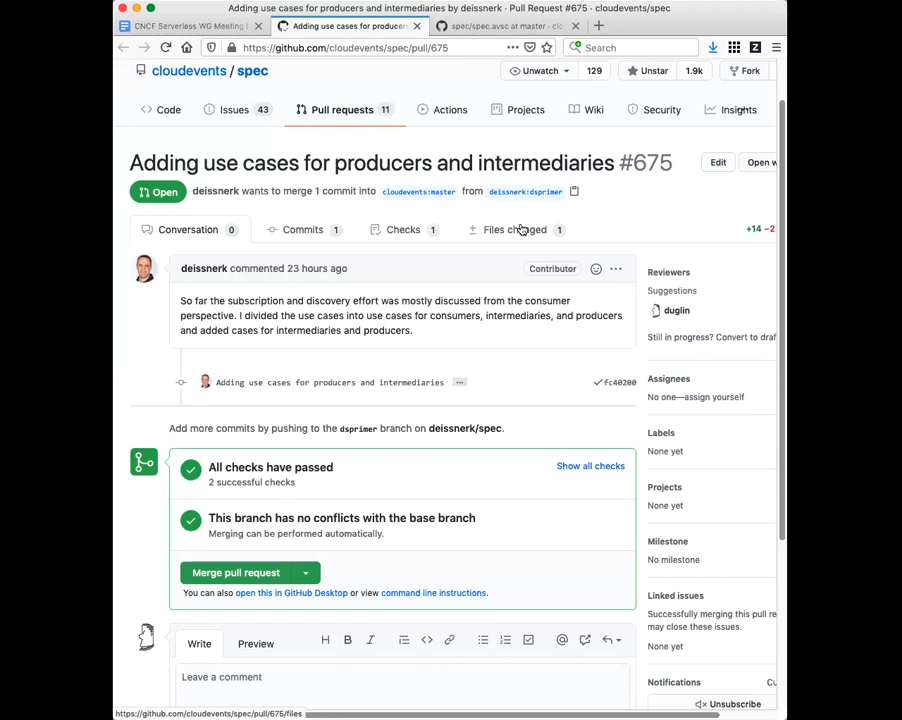 Adding use cases for producers and intermediaries by deissnerk · Pull Request #675 · cloudevents/spec
CNCF Serverless WG Meeting
Adding use cases for producers
spec/spec.avsc at master · clo
https://github.com/cloudevents/spec/pull/675
Search
cloudevents / spec
Unwatch 129
Unstar 1.9k
Fork
Code
Issues 43
Pull requests 11
Actions
Projects
Wiki
Security
Insights
Adding use cases for producers and intermediaries #675
Edit
Open w
Open
deissnerk wants to merge 1 commit into cloudevents:master from deissnerk:dsprimer
Conversation 0
Commits 1
Checks 1
Files changed 1
+14 −2
deissnerk commented 23 hours ago
Contributor
So far the subscription and discovery effort was mostly discussed from the consumer
perspective. I divided the use cases into use cases for consumers, intermediaries, and producers
and added cases for intermediaries and producers.
Adding use cases for producers and intermediaries
fc40200
Add more commits by pushing to the dsprimer branch on deissnerk/spec.
All checks have passed
2 successful checks
Show all checks
This branch has no conflicts with the base branch
Merging can be performed automatically.
Merge pull request
You can also open this in GitHub Desktop or view command line instructions.
Write
Preview
Leave a comment
Reviewers
Suggestions
duglin
Still in progress? Convert to draf
Assignees
No one—assign yourself
Labels
None yet
Projects
None yet
Milestone
No milestone
Linked issues
Successfully merging this pull re
may close these issues.
None yet
Notifications
Cu
Unsubscribe
https://github.com/cloudevents/spec/pull/675/files